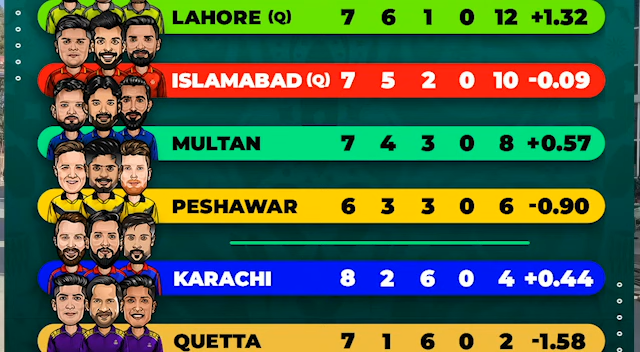 LAHORE (Q) 7 6 1 0 12 +1.32
ISLAMABAD (Q) 7 5 2 0 10 -0.09
MULTAN 7 4 3 0 8 +0.57
PESHAWAR 6 3 3 0 6 -0.90
KARACHI 8 2 6 0 4 +0.44
QUETTA 7 1 6 0 2 -1.58